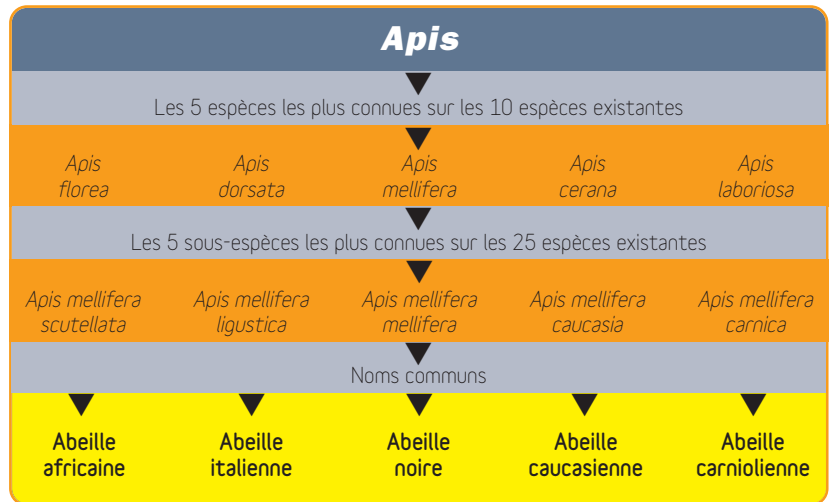 Apis
Les 5 espèces les plus connues sur les 10 espèces existantes
Apis florea
Apis dorsata
Apis mellifera
Apis cerana
Apis laboriosa
Les 5 sous-espèces les plus connues sur les 25 espèces existantes
Apis mellifera scutellata
Apis mellifera ligustica
Apis mellifera mellifera
Apis mellifera caucasia
Apis mellifera carnica
Noms communs
Abeille africaine
Abeille italienne
Abeille noire
Abeille caucasienne
Abeille carniolienne